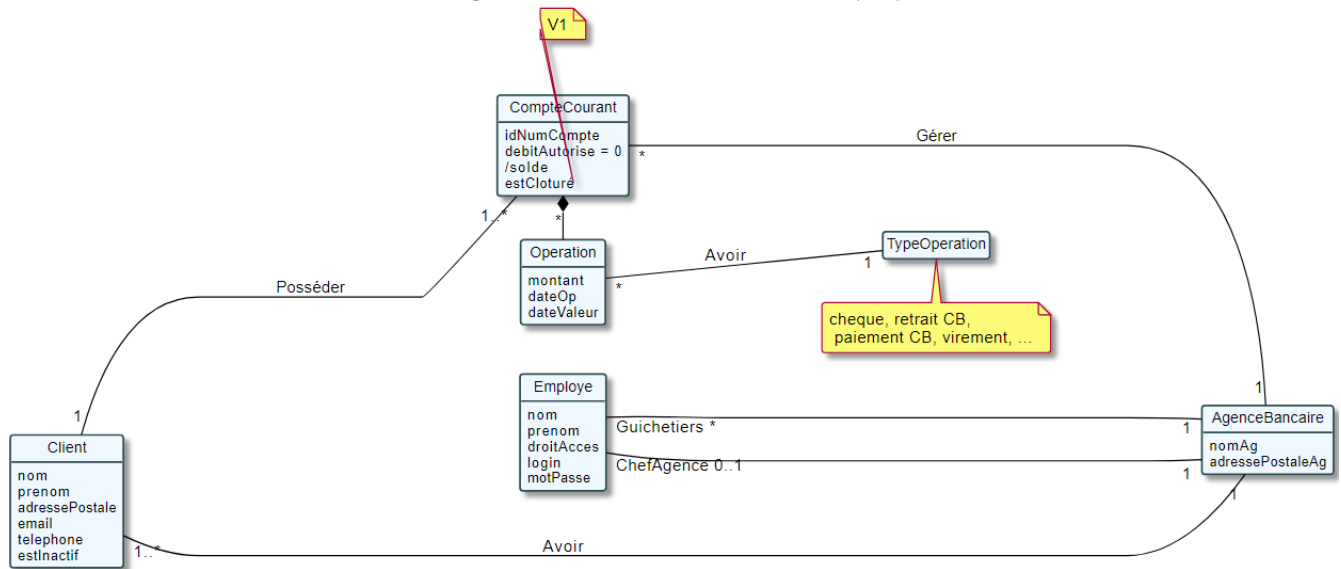 V1
CompteCourant
idNumCompte
debitAutorise = 0
/solde
estCloturé
*
Gérer
1..*
*
Operation
montant
dateOp
dateValeur
*
Avoir
1
TypeOperation
cheque, retrait CB,
paiement CB, virement, ...
Posséder
1
1
Employe
nom
prenom
droitAcces
login
motPasse
Guichetiers *
1
ChefAgence 0..1
1
AgenceBancaire
nomAg
adressePostaleAg
Client
nom
prenom
adressePostale
email
telephone
estInactif
1..*
Avoir
1